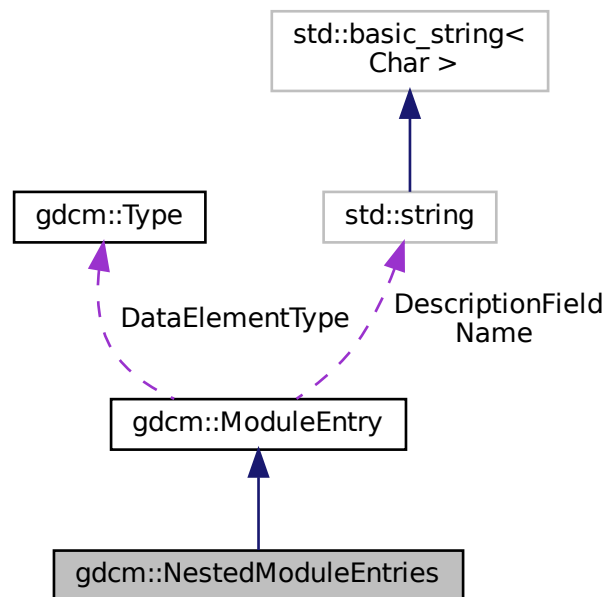 std::basic_string<
Char >
gdcm::Type
std::string
DataElementType
DescriptionField
Name
gdcm::ModuleEntry
gdcm::NestedModuleEntries